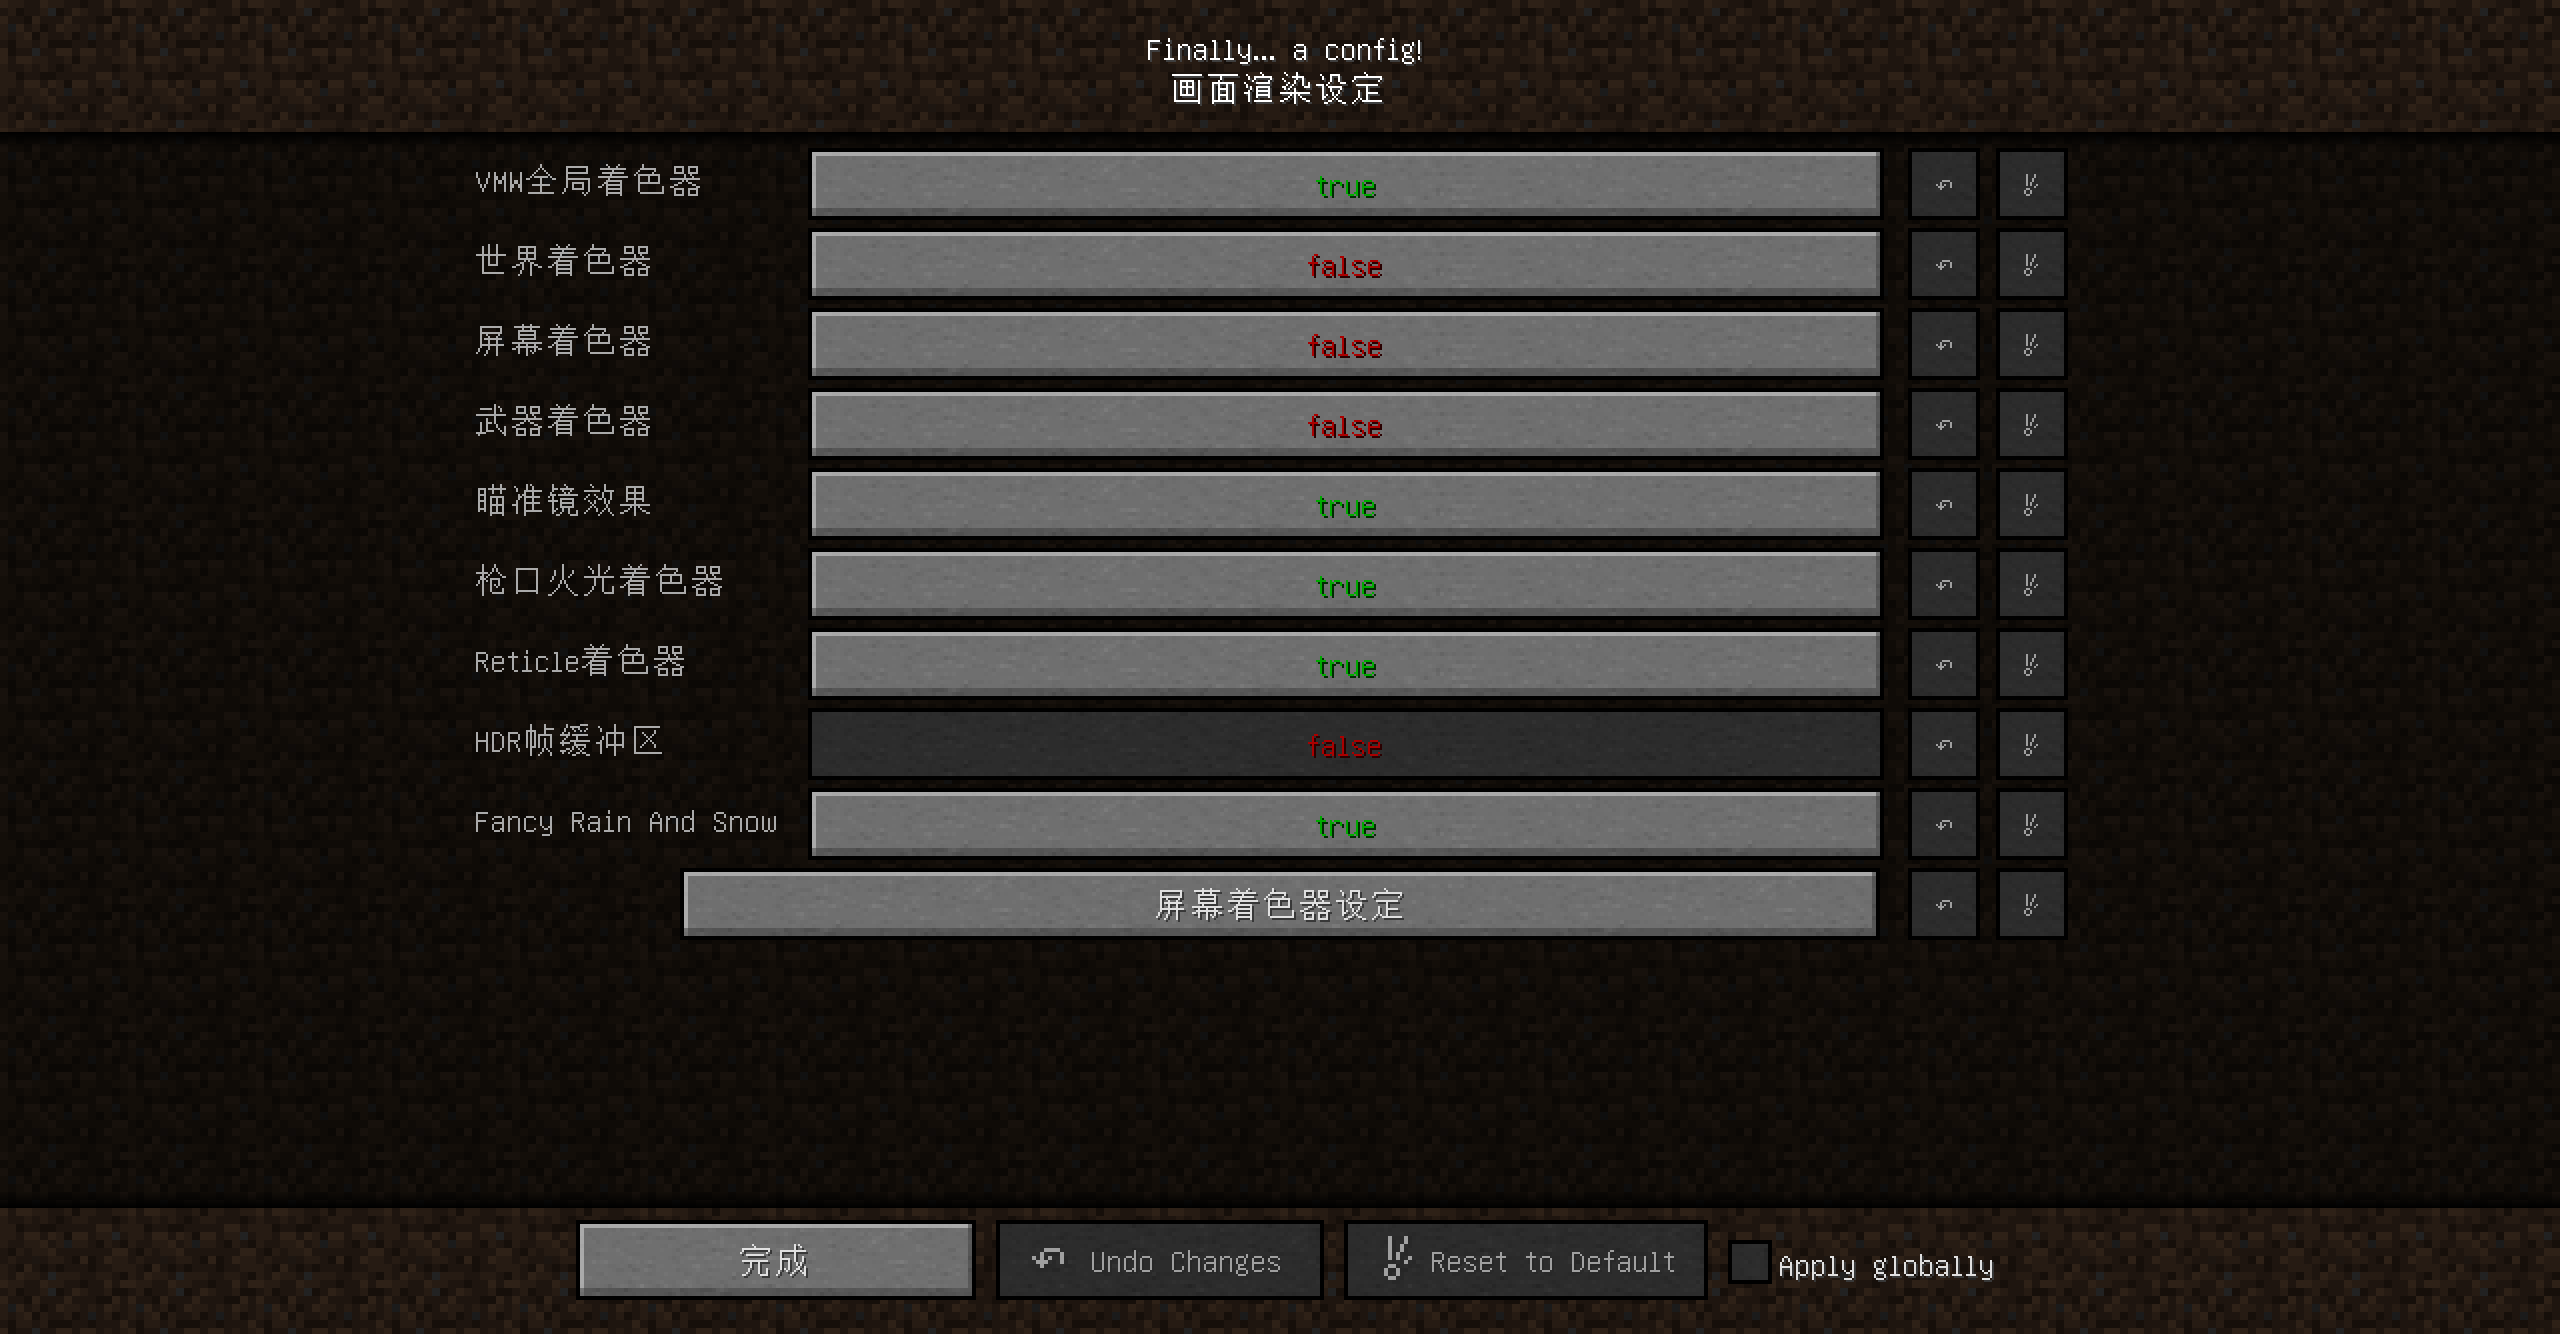 Finally... a config!
画面渲染设定
VMW全局着色器 true
世界着色器 false
屏幕着色器 false
武器着色器 false
瞄准镜效果 true
枪口火光着色器 true
Reticle着色器 true
HDR帧缓冲区 false
Fancy Rain And Snow true
屏幕着色器设定
完成 Undo Changes Reset to Default Apply globally